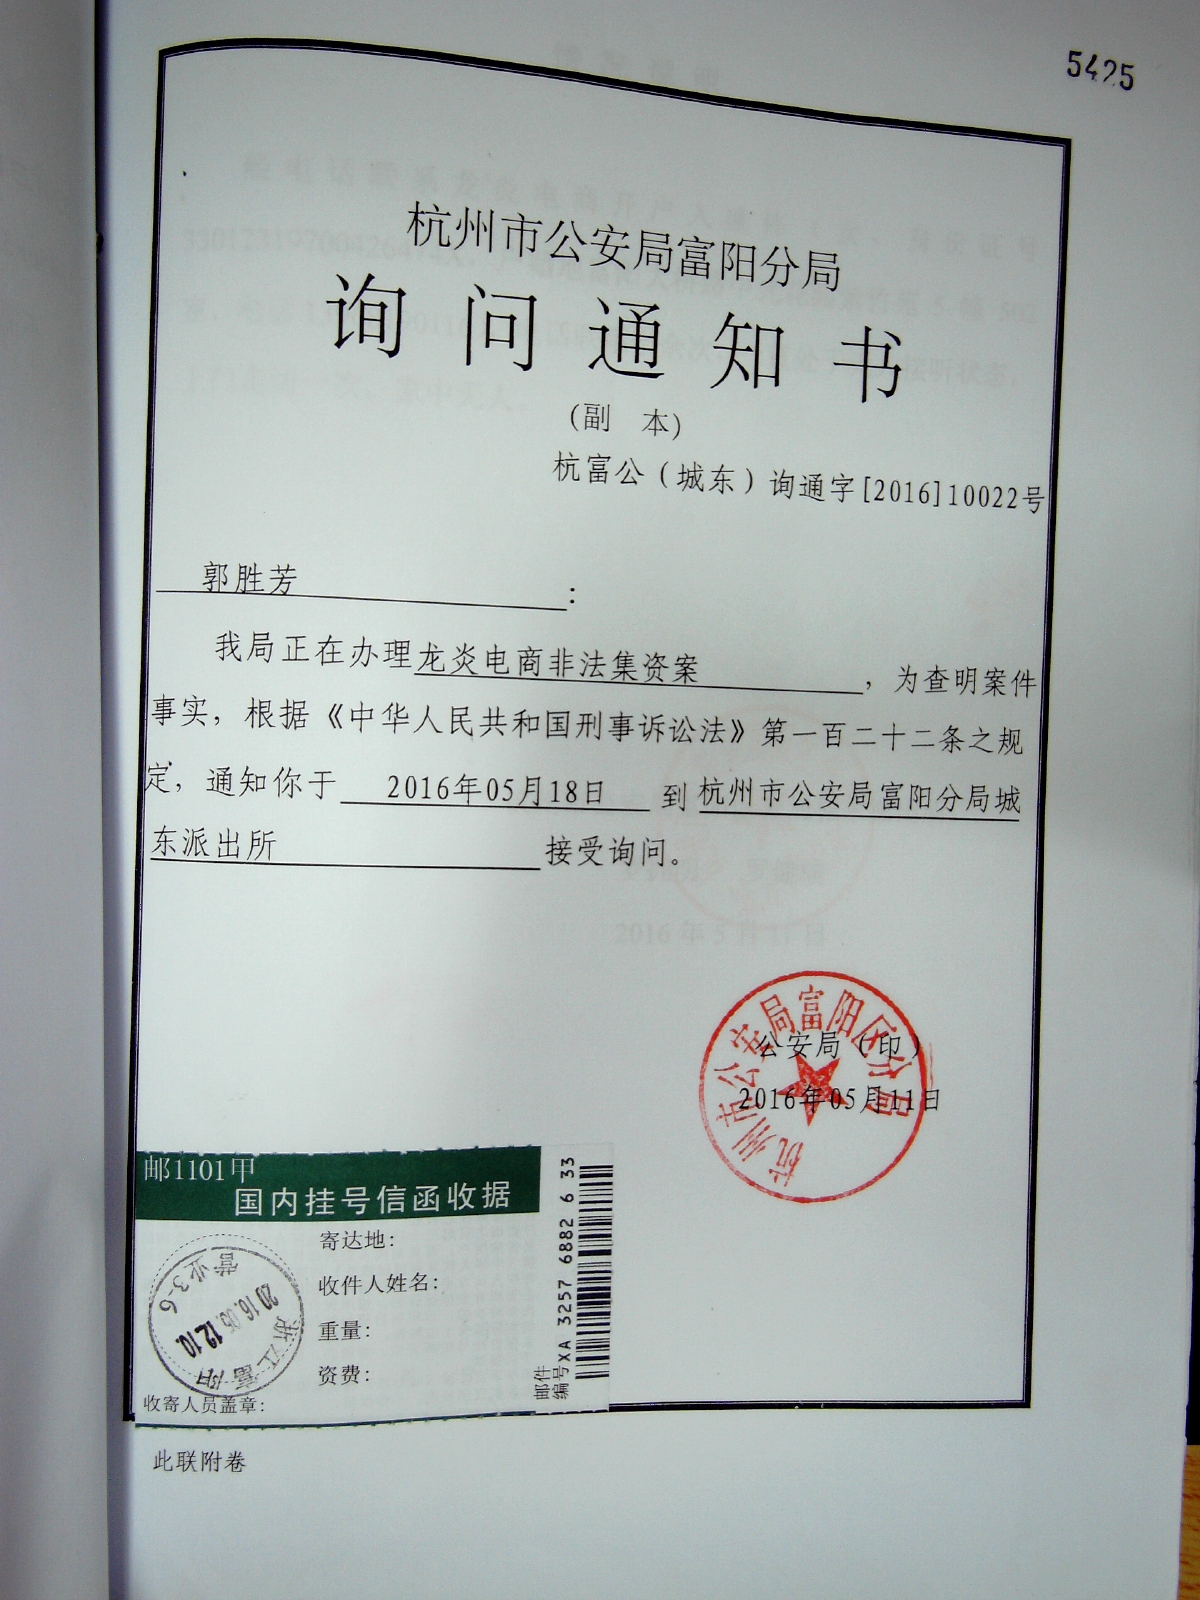 5425
杭州市公安局富阳分局
询问通知书
(副 本)
杭富公(城东)询通字[2016]10022号
郭胜芳:
我局正在办理龙炎电商非法集资案,为查明案件
事实,根据《中华人民共和国刑事诉讼法》第一百二十二条之规
定,通知你于 2016年05月18日 到杭州市公安局富阳分局城
东派出所 接受询问。
杭州市公安局富阳区分局
公安局(印)
2016年05月11日
邮1101甲
国内挂号信函收据
寄达地:
收件人姓名:
重量:
资费:
收寄人员盖章:
营业3-6
2016.05.12.10.
浙江富阳
邮件
编号XA 3257 6882 6 33
此联附卷